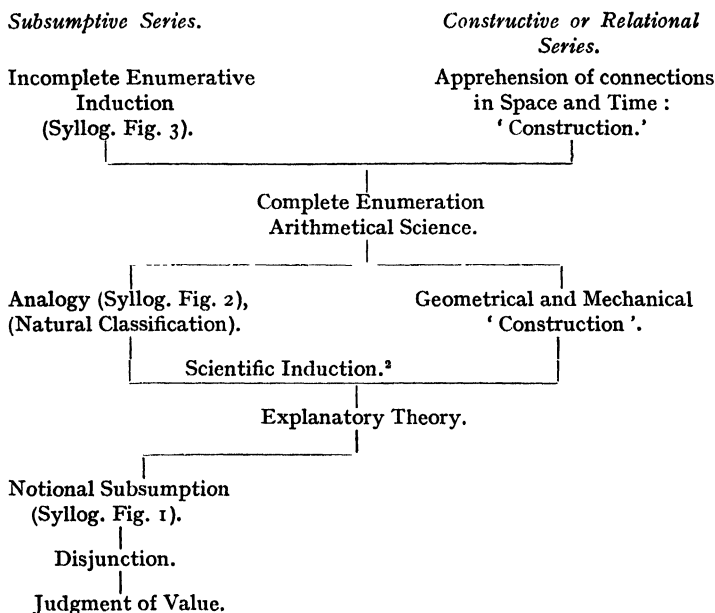 Subsumptive Series.
Constructive or Relational
Series.
Incomplete Enumerative
Induction
(Syllog. Fig. 3).
Apprehension of connections
in Space and Time :
‘ Construction.’
Complete Enumeration
Arithmetical Science.
Analogy (Syllog. Fig. 2),
(Natural Classification).
Geometrical and Mechanical
‘ Construction ’.
Scientific Induction.²
Explanatory Theory.
Notional Subsumption
(Syllog. Fig. 1).
Disjunction.
Judgment of Value.